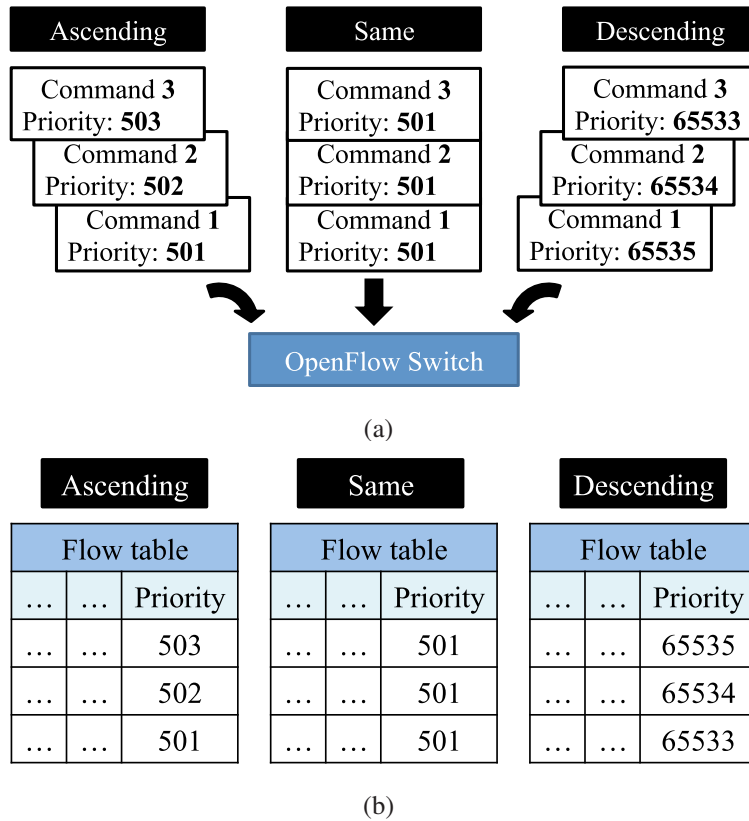 Ascending
Same
Descending
Command 3
Priority: 503
Command 2
Priority: 502
Command 1
Priority: 501
Command 3
Priority: 501
Command 2
Priority: 501
Command 1
Priority: 501
Command 3
Priority: 65533
Command 2
Priority: 65534
Command 1
Priority: 65535
OpenFlow Switch
(a)
Ascending
Same
Descending
Flow table
… … Priority
… … 503
… … 502
… … 501
Flow table
… … Priority
… … 501
… … 501
… … 501
Flow table
… … Priority
… … 65535
… … 65534
… … 65533
(b)